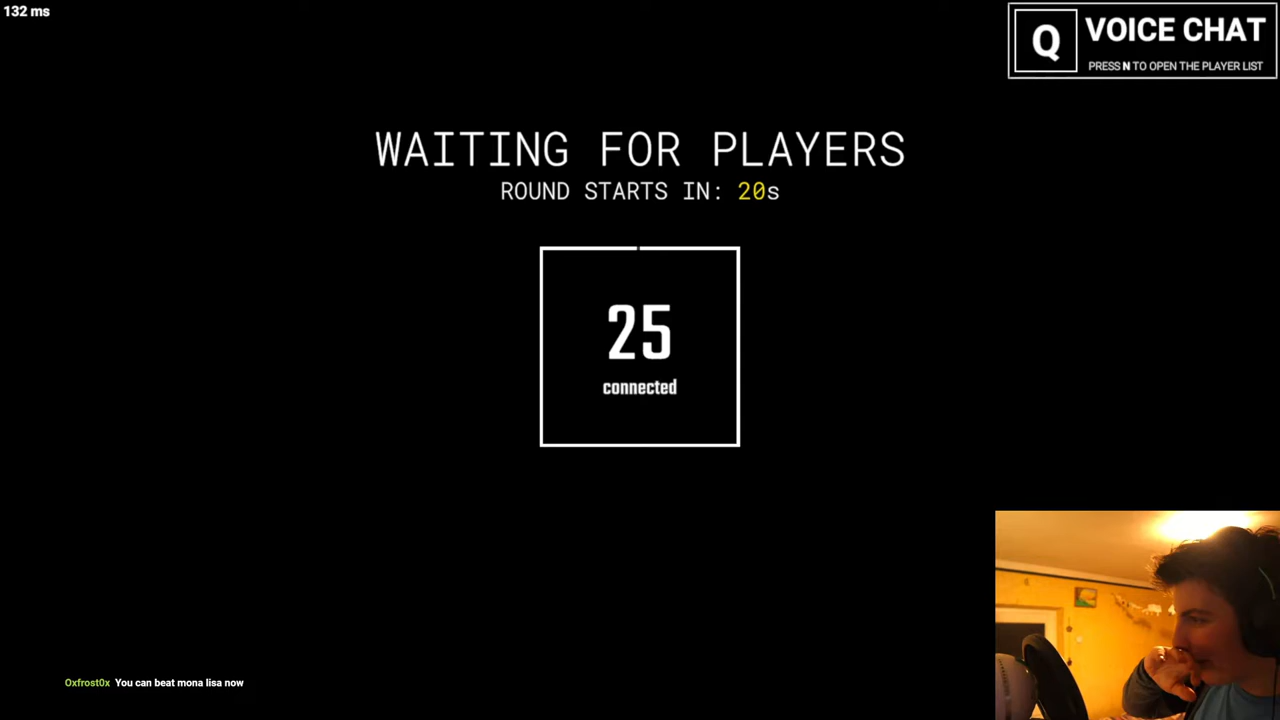 132 ms
Q
VOICE CHAT
PRESS N TO OPEN THE PLAYER LIST
WAITING FOR PLAYERS
ROUND STARTS IN: 20s
25
connected
Oxfrost0x You can beat mona lisa now